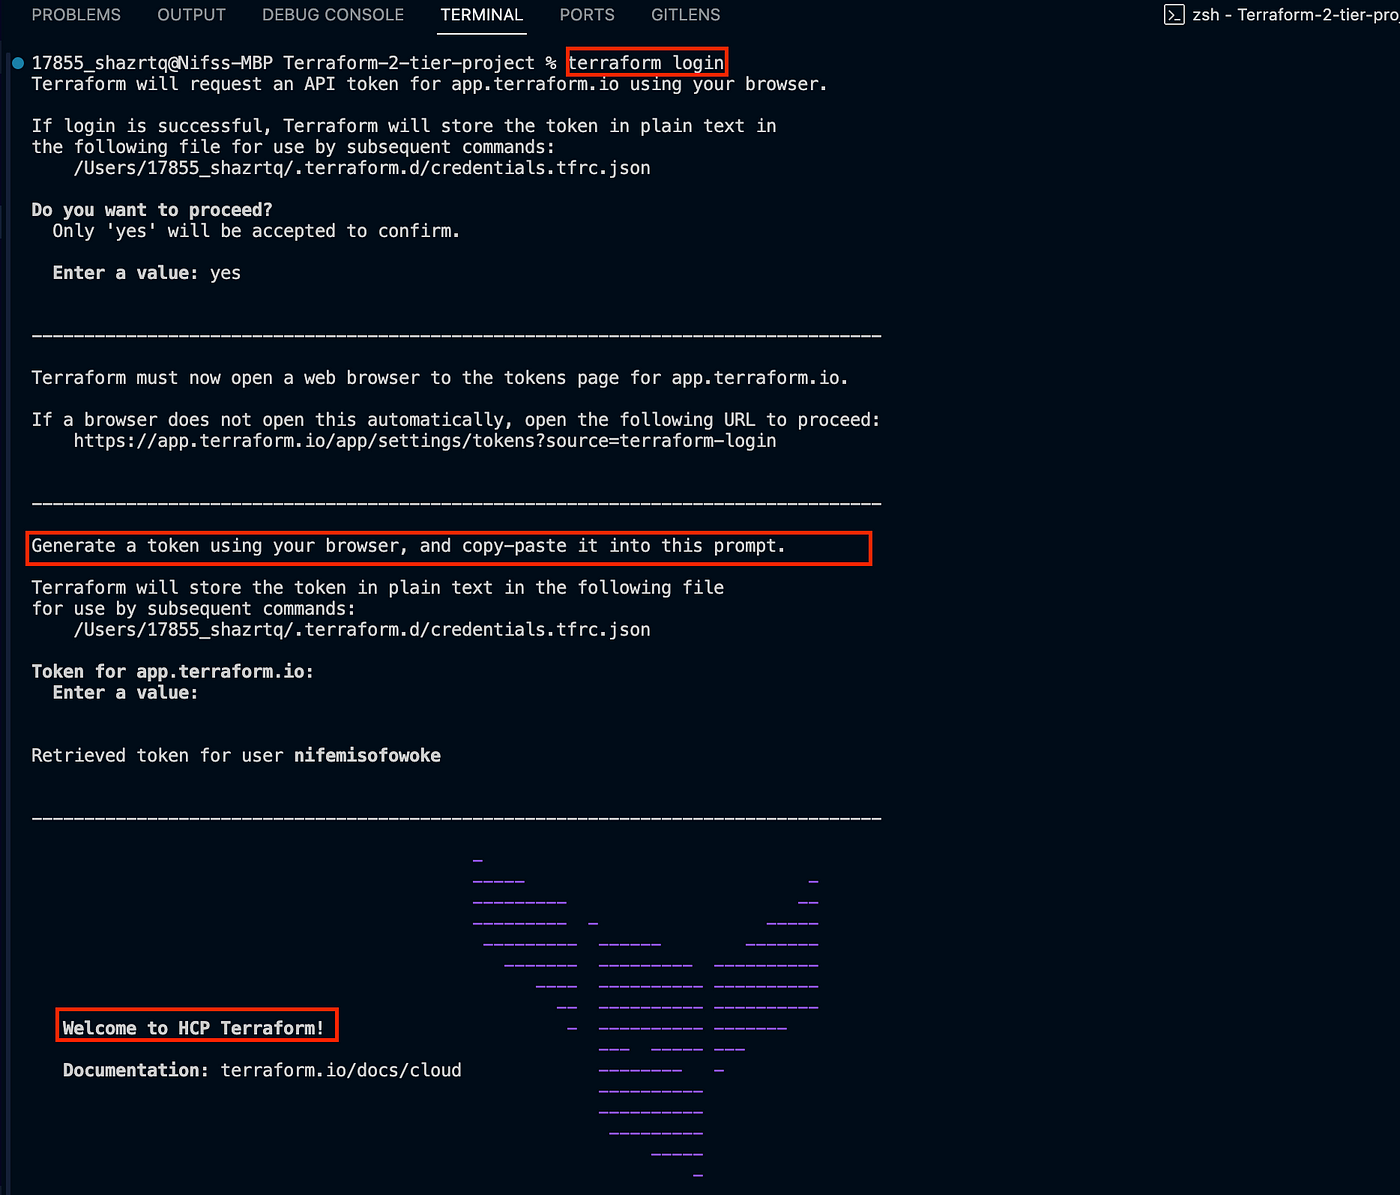 PROBLEMS OUTPUT DEBUG CONSOLE TERMINAL PORTS GITLENS zsh - Terraform-2-tier-pro
17855_shazrtq@Nifss-MBP Terraform-2-tier-project % terraform login
Terraform will request an API token for app.terraform.io using your browser.
If login is successful, Terraform will store the token in plain text in
the following file for use by subsequent commands:
/Users/17855_shazrtq/.terraform.d/credentials.tfrc.json
Do you want to proceed?
Only 'yes' will be accepted to confirm.
Enter a value: yes
Terraform must now open a web browser to the tokens page for app.terraform.io.
If a browser does not open this automatically, open the following URL to proceed:
https://app.terraform.io/app/settings/tokens?source=terraform-login
Generate a token using your browser, and copy-paste it into this prompt.
Terraform will store the token in plain text in the following file
for use by subsequent commands:
/Users/17855_shazrtq/.terraform.d/credentials.tfrc.json
Token for app.terraform.io:
Enter a value:
Retrieved token for user nifemisofowoke
Welcome to HCP Terraform!
Documentation: terraform.io/docs/cloud